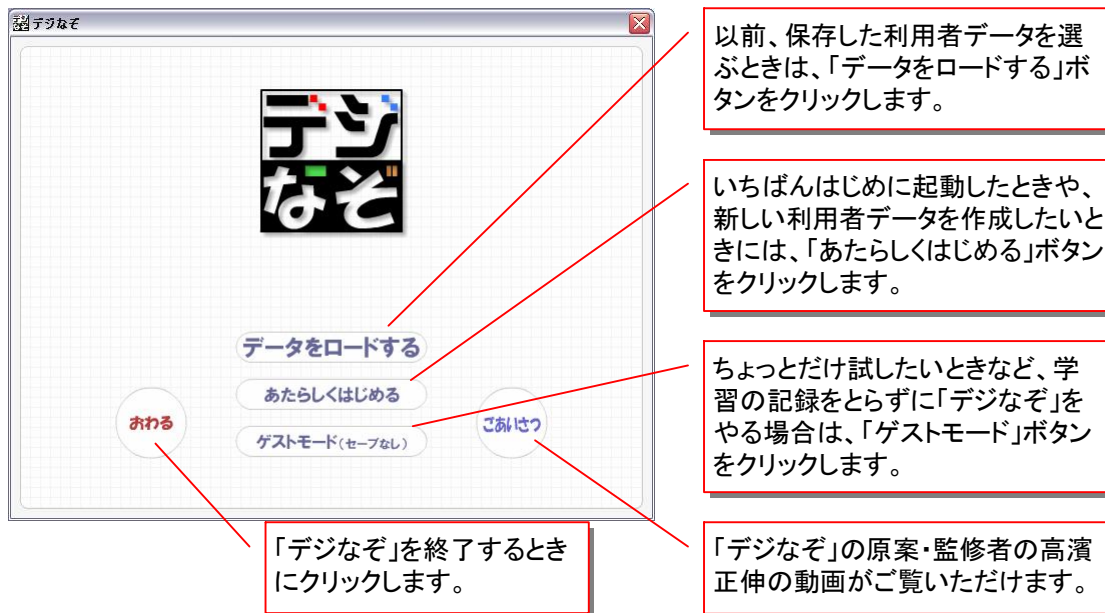 デジなぞ
デジ
なぞ
データをロードする
あたらしくはじめる
ゲストモード(セーブなし)
おわる
ごあいさつ
以前、保存した利用者データを選
ぶときは、「データをロードする」ボ
タンをクリックします。
いちばんはじめに起動したときや、
新しい利用者データを作成したいと
きには、「あたらしくはじめる」ボタン
をクリックします。
ちょっとだけ試したいときなど、学
習の記録をとらずに「デジなぞ」を
やる場合は、「ゲストモード」ボタン
をクリックします。
「デジなぞ」を終了するとき
にクリックします。
「デジなぞ」の原案・監修者の高濱
正伸の動画がご覧いただけます。